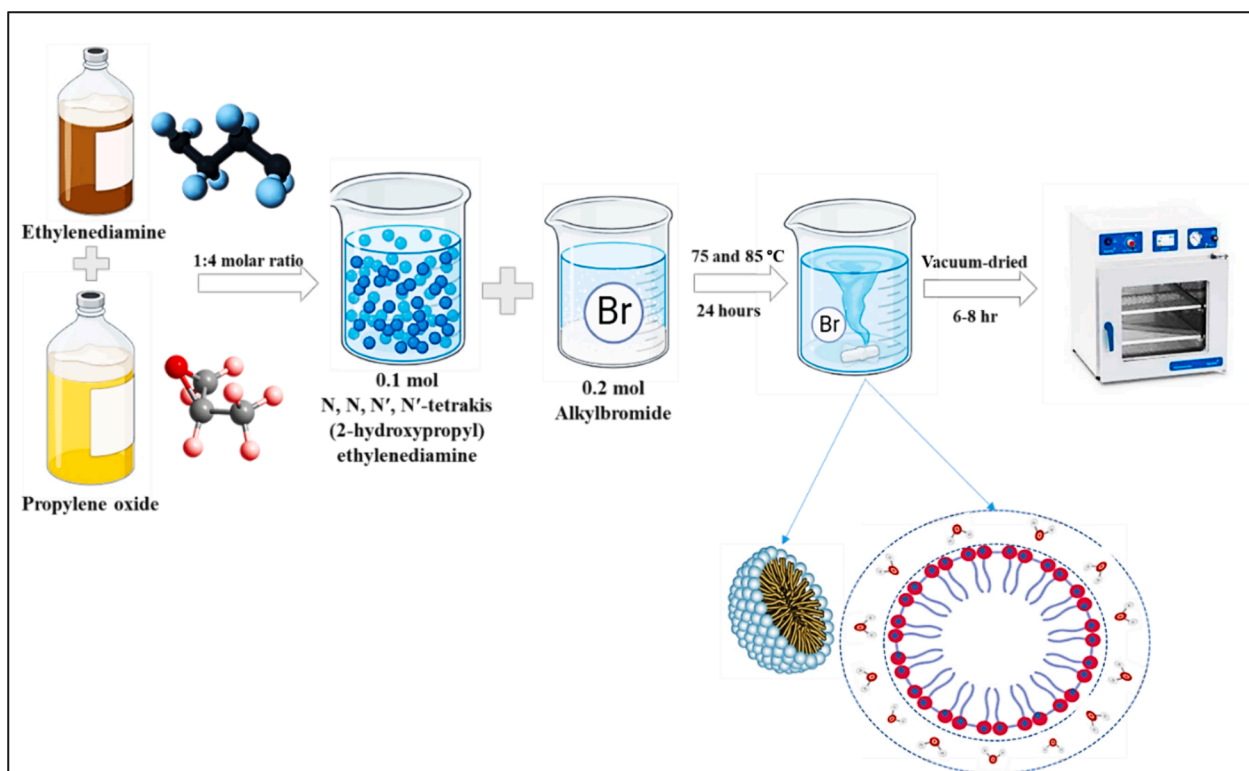 Ethylenediamine
Propylene oxide
1:4 molar ratio
0.1 mol
N, N, N′, N′-tetrakis
(2-hydroxypropyl)
ethylenediamine
Br
0.2 mol
Alkylbromide
75 and 85 °C
24 hours
Br
Vacuum-dried
6-8 hr